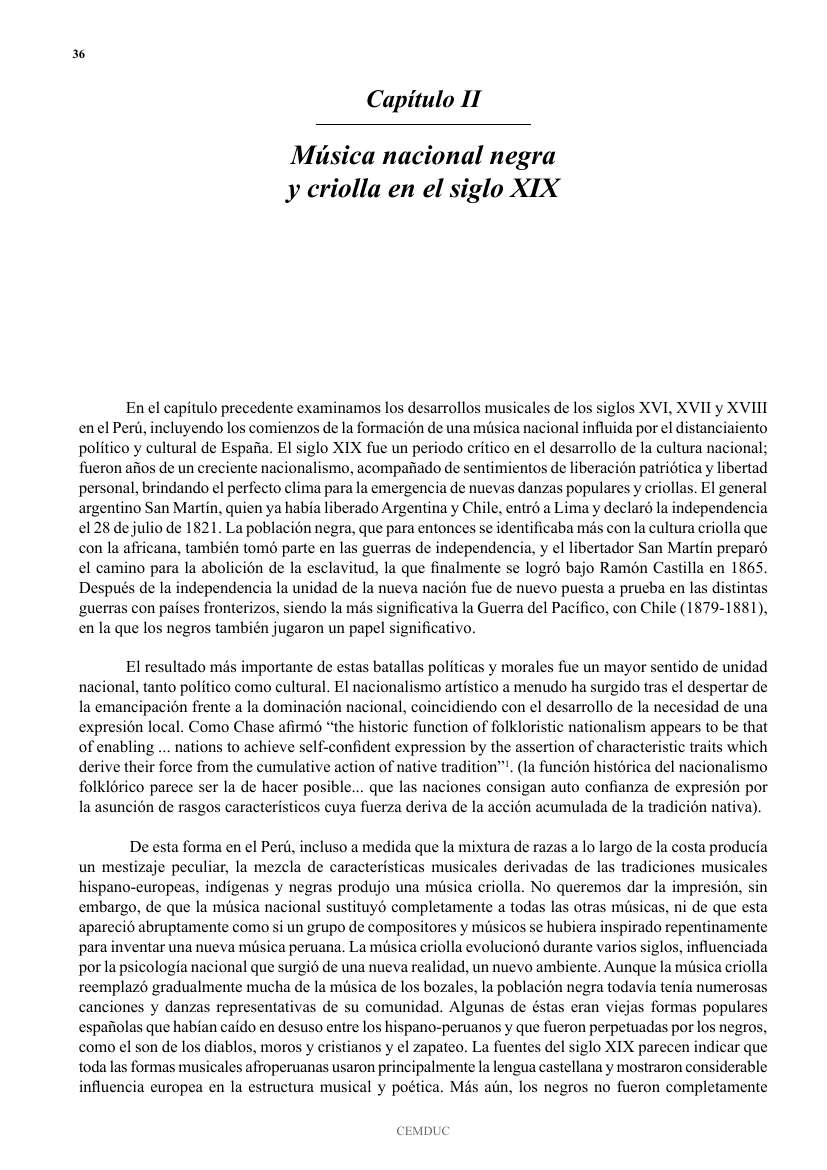 36
Capítulo II
Música nacional negra
y criolla en el siglo XIX
En el capítulo precedente examinamos los desarrollos musicales de los siglos XVI, XVII y XVIII
en el Perú, incluyendo los comienzos de la formación de una música nacional influida por el distanciaiento
político y cultural de España. El siglo XIX fue un periodo crítico en el desarrollo de la cultura nacional;
fueron años de un creciente nacionalismo, acompañado de sentimientos de liberación patriótica y libertad
personal, brindando el perfecto clima para la emergencia de nuevas danzas populares y criollas. El general
argentino San Martín, quien ya había liberado Argentina y Chile, entró a Lima y declaró la independencia
el 28 de julio de 1821. La población negra, que para entonces se identificaba más con la cultura criolla que
con la africana, también tomó parte en las guerras de independencia, y el libertador San Martín preparó
el camino para la abolición de la esclavitud, la que finalmente se logró bajo Ramón Castilla en 1865.
Después de la independencia la unidad de la nueva nación fue de nuevo puesta a prueba en las distintas
guerras con países fronterizos, siendo la más significativa la Guerra del Pacífico, con Chile (1879-1881),
en la que los negros también jugaron un papel significativo.
El resultado más importante de estas batallas políticas y morales fue un mayor sentido de unidad
nacional, tanto político como cultural. El nacionalismo artístico a menudo ha surgido tras el despertar de
la emancipación frente a la dominación nacional, coincidiendo con el desarrollo de la necesidad de una
expresión local. Como Chase afirmó “the historic function of folkloristic nationalism appears to be that
of enabling ... nations to achieve self-confident expression by the assertion of characteristic traits which
derive their force from the cumulative action of native tradition”¹. (la función histórica del nacionalismo
folklórico parece ser la de hacer posible... que las naciones consigan auto confianza de expresión por
la asunción de rasgos característicos cuya fuerza deriva de la acción acumulada de la tradición nativa).
De esta forma en el Perú, incluso a medida que la mixtura de razas a lo largo de la costa producía
un mestizaje peculiar, la mezcla de características musicales derivadas de las tradiciones musicales
hispano-europeas, indígenas y negras produjo una música criolla. No queremos dar la impresión, sin
embargo, de que la música nacional sustituyó completamente a todas las otras músicas, ni de que esta
apareció abruptamente como si un grupo de compositores y músicos se hubiera inspirado repentinamente
para inventar una nueva música peruana. La música criolla evolucionó durante varios siglos, influenciada
por la psicología nacional que surgió de una nueva realidad, un nuevo ambiente. Aunque la música criolla
reemplazó gradualmente mucha de la música de los bozales, la población negra todavía tenía numerosas
canciones y danzas representativas de su comunidad. Algunas de éstas eran viejas formas populares
españolas que habían caído en desuso entre los hispano-peruanos y que fueron perpetuadas por los negros,
como el son de los diablos, moros y cristianos y el zapateo. La fuentes del siglo XIX parecen indicar que
toda las formas musicales afroperuanas usaron principalmente la lengua castellana y mostraron considerable
influencia europea en la estructura musical y poética. Más aún, los negros no fueron completamente
CEMDUC